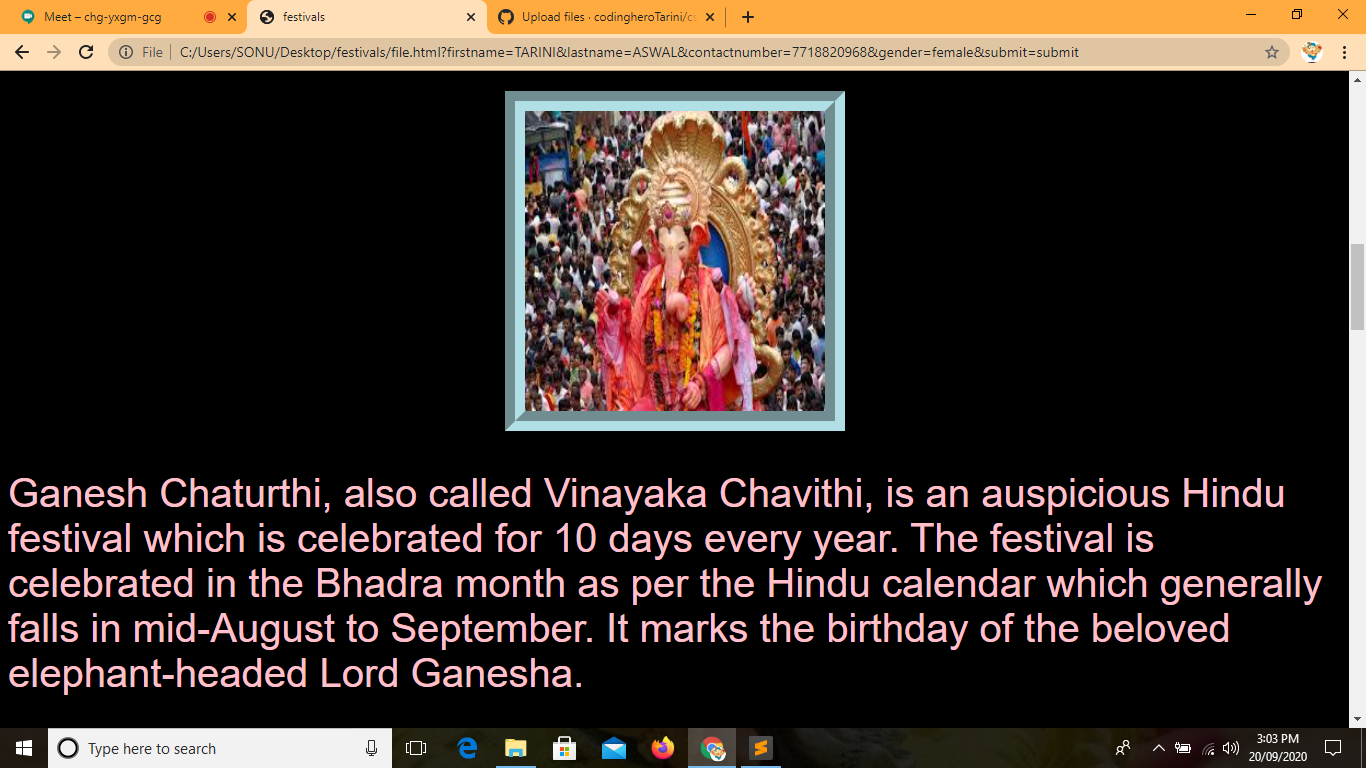 Meet – chg-yxgm-gcg
festivals
Upload files · codingheroTarini/cs
File
C:/Users/SONU/Desktop/festivals/file.html?firstname=TARINI&lastname=ASWAL&contactnumber=7718820968&gender=female&submit=submit
Ganesh Chaturthi, also called Vinayaka Chavithi, is an auspicious Hindu
festival which is celebrated for 10 days every year. The festival is
celebrated in the Bhadra month as per the Hindu calendar which generally
falls in mid-August to September. It marks the birthday of the beloved
elephant-headed Lord Ganesha.
Type here to search
3:03 PM
20/09/2020